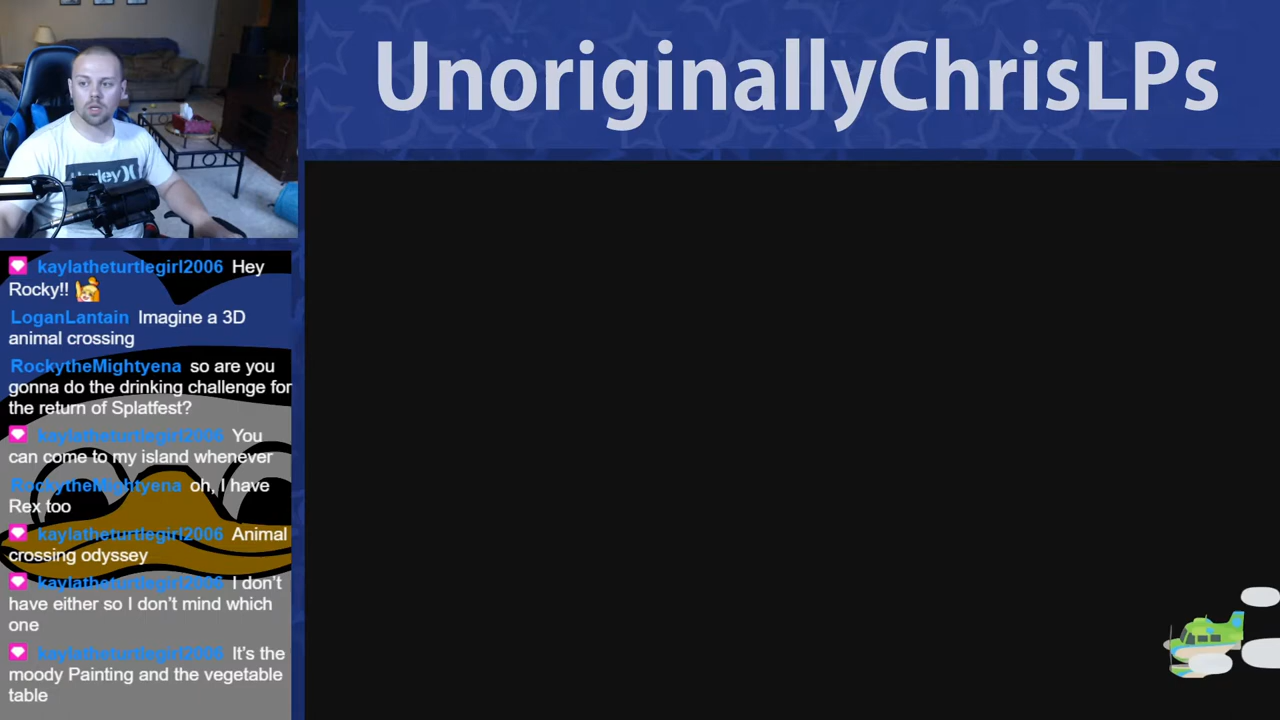 UnoriginallyChrisLPs
Hurley
kaylatheturtlegirl2006 Hey
Rocky!!
LoganLantain Imagine a 3D
animal crossing
RockytheMightyena so are you
gonna do the drinking challenge for
the return of Splatfest?
kaylatheturtlegirl2006 You
can come to my island whenever
RockytheMightyena oh, I have
Rex too
kaylatheturtlegirl2006 Animal
crossing odyssey
kaylatheturtlegirl2006 I don't
have either so I don't mind which
one
kaylatheturtlegirl2006 It's the
moody Painting and the vegetable
table